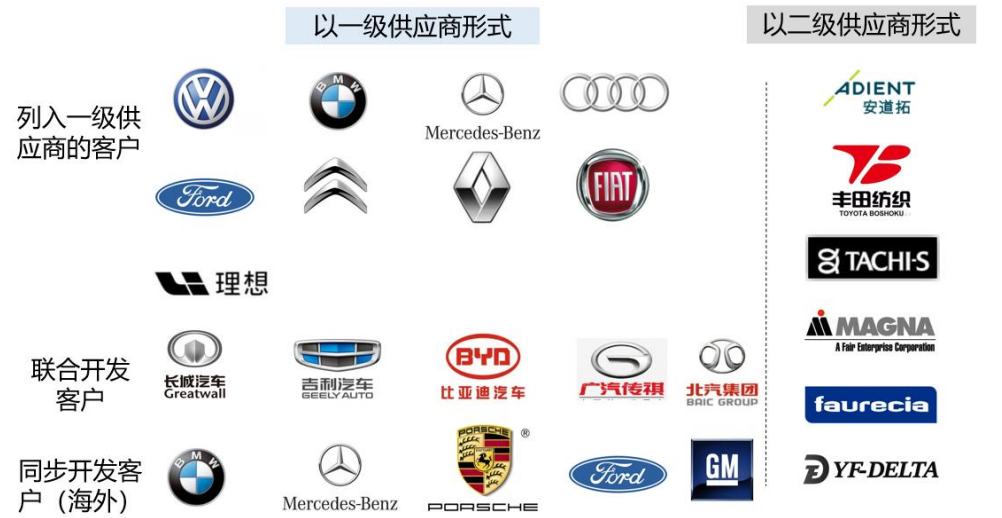 以一级供应商形式
以二级供应商形式
列入一级供
应商的客户
BMW
Mercedes-Benz
Ford
FIAT
理想
联合开发
客户
长城汽车
Greatwall
吉利汽车
GEELY AUTO
BYD
比亚迪汽车
广汽传祺
北汽集团
BAIC GROUP
同步开发客
户（海外）
BMW
Mercedes-Benz
PORSCHE
®
PORSCHE
Ford
GM
ADIENT
安道拓
丰田纺织
TOYOTA BOSHOKU
TACHI-S
MAGNA
A Fair Enterprise Corporation
faurecia
YF-DELTA